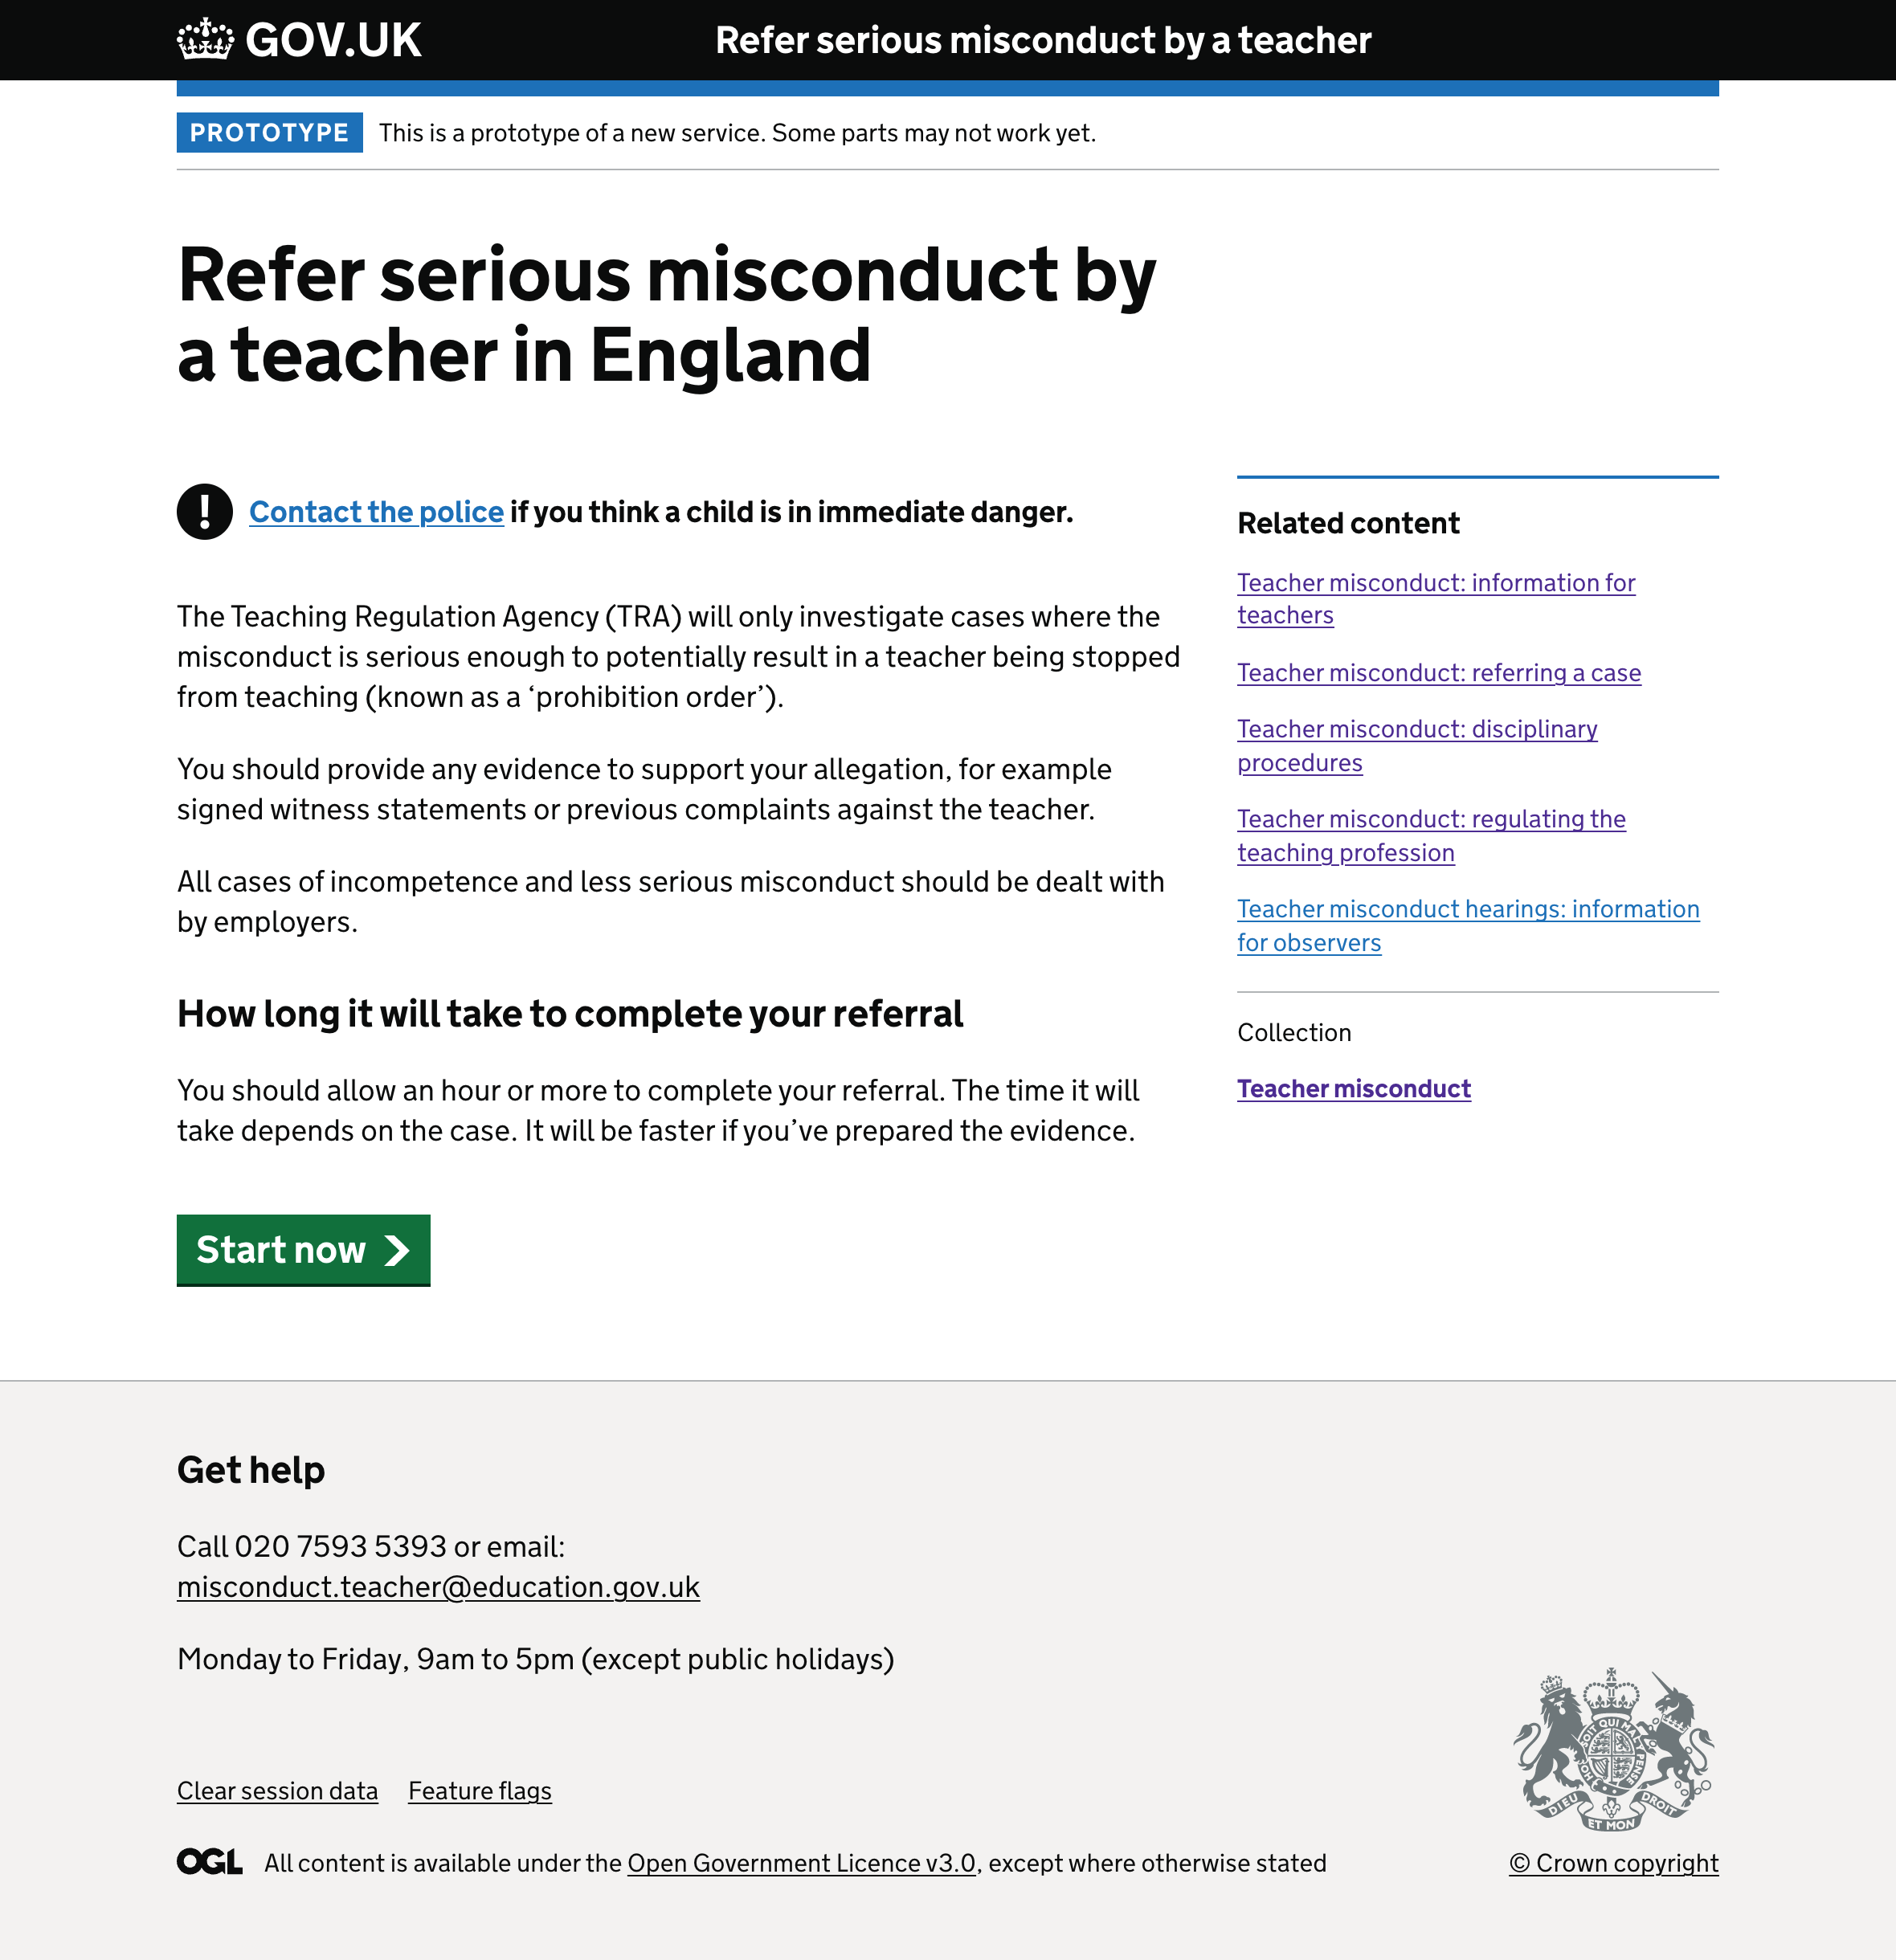 GOV.UK
Refer serious misconduct by a teacher
PROTOTYPE
This is a prototype of a new service. Some parts may not work yet.
Refer serious misconduct by
a teacher in England
! Contact the police if you think a child is in immediate danger.
The Teaching Regulation Agency (TRA) will only investigate cases where the
misconduct is serious enough to potentially result in a teacher being stopped
from teaching (known as a ‘prohibition order’).
You should provide any evidence to support your allegation, for example
signed witness statements or previous complaints against the teacher.
All cases of incompetence and less serious misconduct should be dealt with
by employers.
How long it will take to complete your referral
You should allow an hour or more to complete your referral. The time it will
take depends on the case. It will be faster if you’ve prepared the evidence.
Start now
Related content
Teacher misconduct: information for
teachers
Teacher misconduct: referring a case
Teacher misconduct: disciplinary
procedures
Teacher misconduct: regulating the
teaching profession
Teacher misconduct hearings: information
for observers
Collection
Teacher misconduct
Get help
Call 020 7593 5393 or email:
misconduct.teacher@education.gov.uk
Monday to Friday, 9am to 5pm (except public holidays)
Clear session data
Feature flags
OGL
All content is available under the Open Government Licence v3.0, except where otherwise stated
HONI SOIT QUI MAL Y PENSE
DIEU ET MON DROIT
© Crown copyright